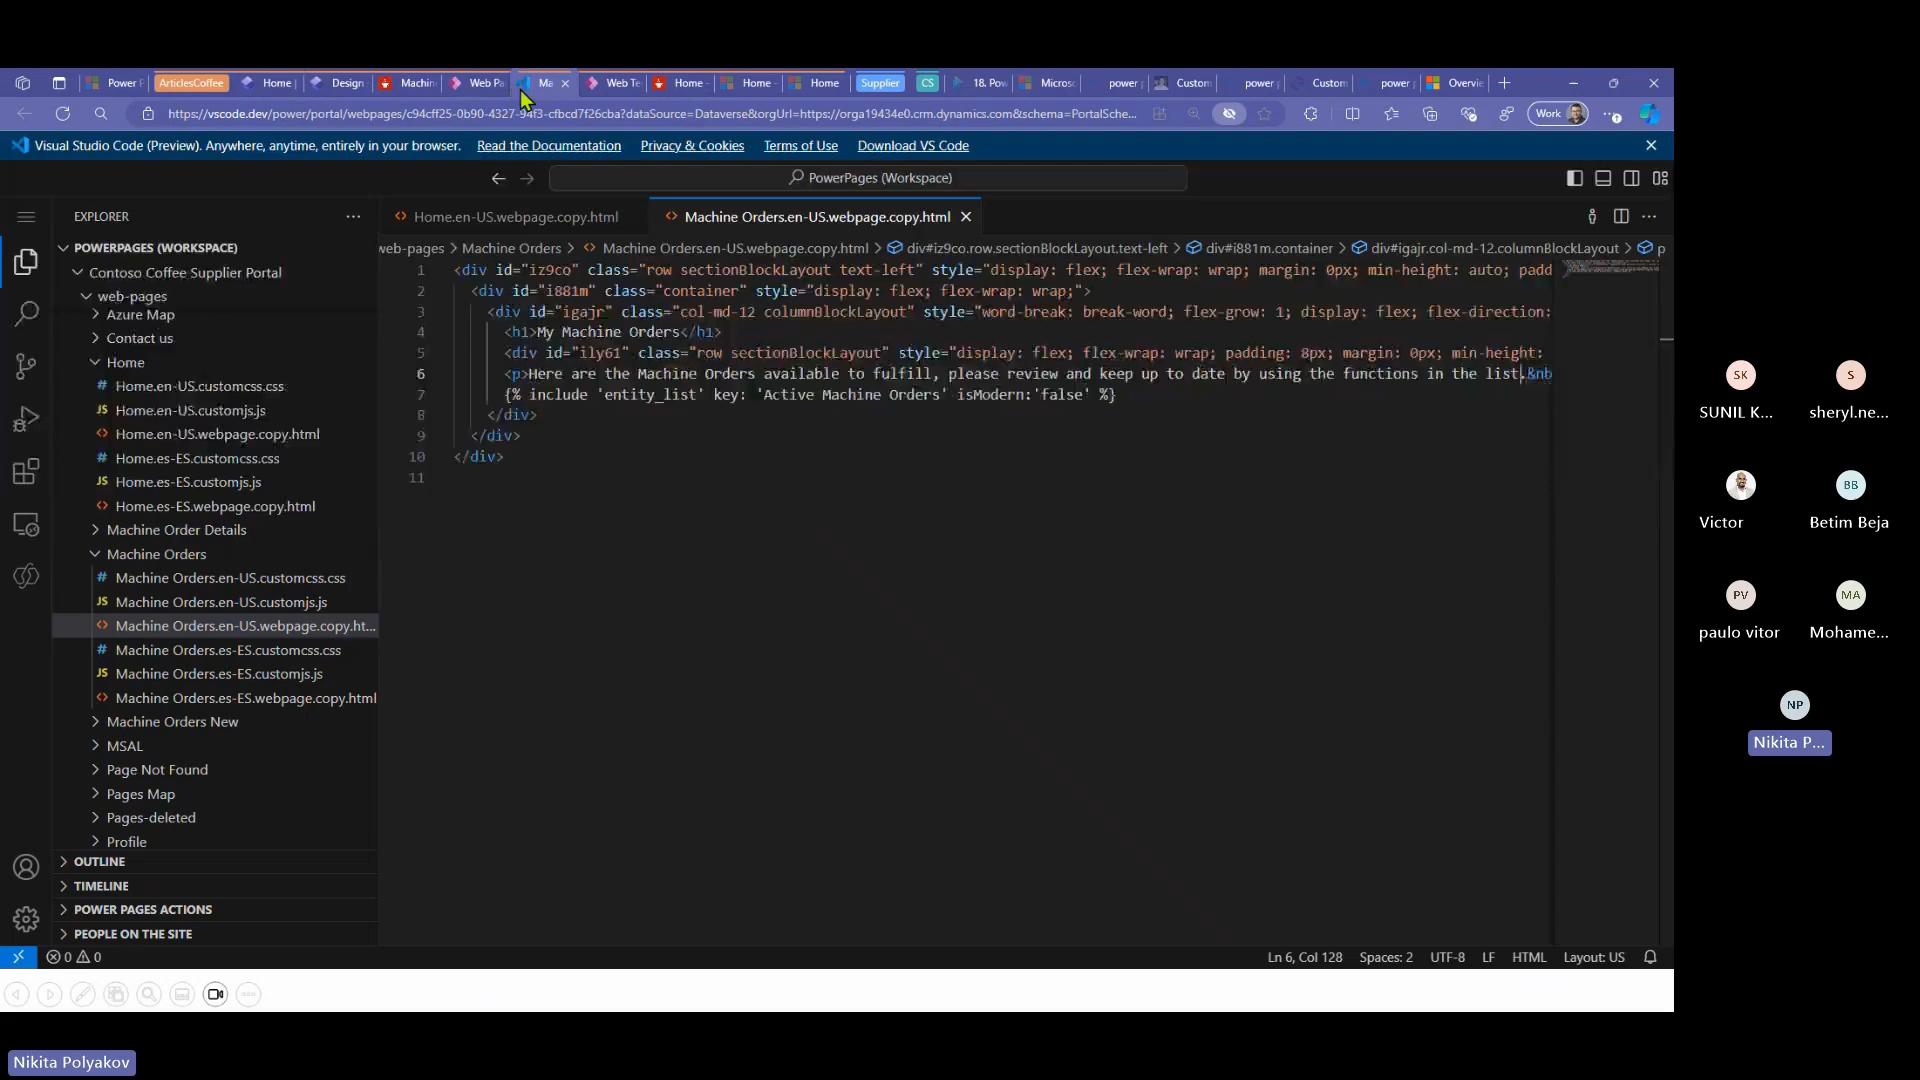 Power P
ArticlesCoffee
Home
Design
Machin
Web Pa
Ma
Web Te
Home -
Home -
Home
Supplier
CS
18. Pow
Micros
power
Custom
power
Custom
power
Overvie
https://vscode.dev/power/portal/webpages/c94cff25-0b90-4327-94f3-cfbcd7f26cba?dataSource=Dataverse&orgUrl=https://orga19434e0.crm.dynamics.com&schema=PortalSche...
Work
Visual Studio Code (Preview). Anywhere, anytime, entirely in your browser. Read the Documentation Privacy & Cookies Terms of Use Download VS Code
PowerPages (Workspace)
EXPLORER
POWERPAGES (WORKSPACE)
Contoso Coffee Supplier Portal
web-pages
Azure Map
Contact us
Home
# Home.en-US.customcss.css
JS Home.en-US.customjs.js
<> Home.en-US.webpage.copy.html
# Home.es-ES.customcss.css
JS Home.es-ES.customjs.js
<> Home.es-ES.webpage.copy.html
Machine Order Details
Machine Orders
# Machine Orders.en-US.customcss.css
JS Machine Orders.en-US.customjs.js
<> Machine Orders.en-US.webpage.copy.ht...
# Machine Orders.es-ES.customcss.css
JS Machine Orders.es-ES.customjs.js
<> Machine Orders.es-ES.webpage.copy.html
Machine Orders New
MSAL
Page Not Found
Pages Map
Pages-deleted
Profile
OUTLINE
TIMELINE
POWER PAGES ACTIONS
PEOPLE ON THE SITE
<> Home.en-US.webpage.copy.html
<> Machine Orders.en-US.webpage.copy.html
web-pages > Machine Orders > <> Machine Orders.en-US.webpage.copy.html > div#iz9co.row.sectionBlockLayout.text-left > div#i881m.container > div#igajr.col-md-12.columnBlockLayout > p
1 <div id="iz9co" class="row sectionBlockLayout text-left" style="display: flex; flex-wrap: wrap; margin: 0px; min-height: auto; padd
2 <div id="i881m" class="container" style="display: flex; flex-wrap: wrap;">
3 <div id="igajr" class="col-md-12 columnBlockLayout" style="word-break: break-word; flex-grow: 1; display: flex; flex-direction:
4 <h1>My Machine Orders</h1>
5 <div id="ily61" class="row sectionBlockLayout" style="display: flex; flex-wrap: wrap; padding: 8px; margin: 0px; min-height:
6 <p>Here are the Machine Orders available to fulfill, please review and keep up to date by using the functions in the list.&nb
7 {% include 'entity_list' key: 'Active Machine Orders' isModern:'false' %}
8 </div>
9 </div>
10 </div>
11
0 0
Ln 6, Col 128 Spaces: 2 UTF-8 LF HTML Layout: US
SK
SUNIL K...
S
sheryl.ne...
Victor
BB
Betim Beja
PV
paulo vitor
MA
Mohame...
NP
Nikita P...
Nikita Polyakov